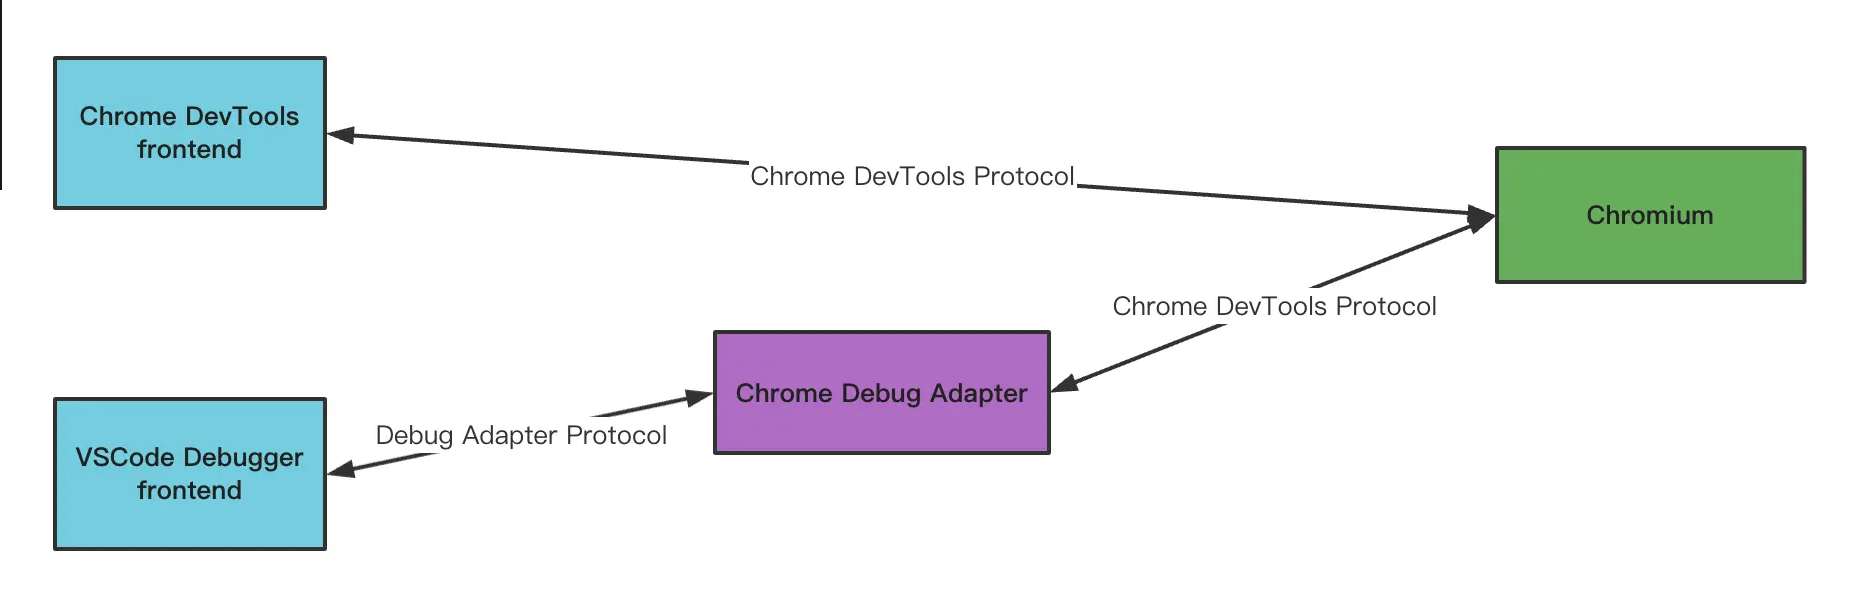 Chrome DevTools
frontend
Chrome DevTools Protocol
Chromium
Chrome DevTools Protocol
Chrome Debug Adapter
Debug Adapter Protocol
VSCode Debugger
frontend